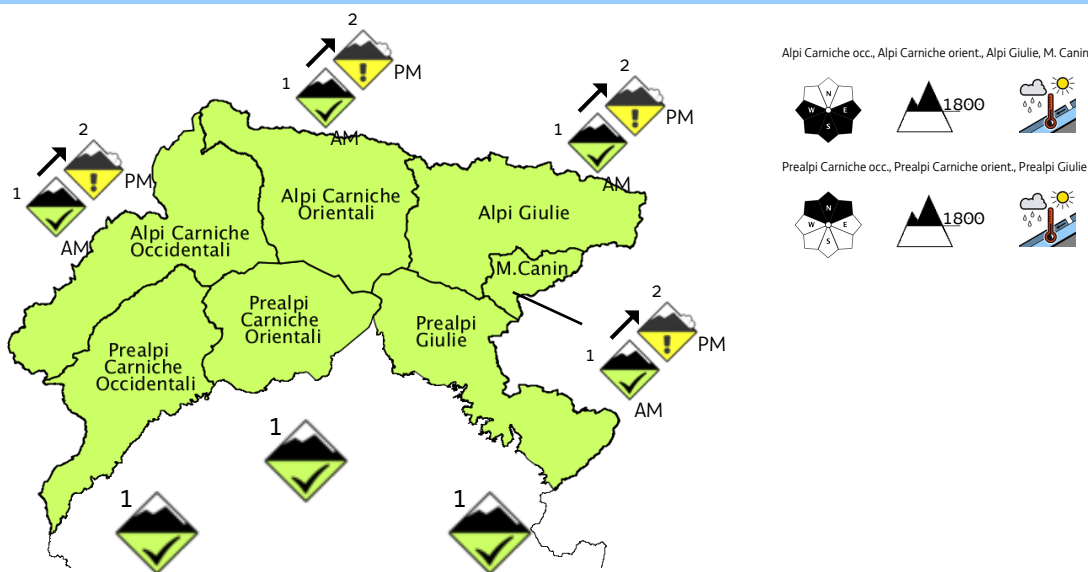 2
1
PM
AM
2
1
PM
AM
2
1
PM
AM
Alpi Carniche
Orientali
Alpi Giulie
Alpi Carniche
Occidentali
M.Canin
Prealpi
Carniche
Orientali
Prealpi
Giulie
Prealpi
Carniche
Occidentali
2
1
PM
AM
1
1
1
Alpi Carniche occ., Alpi Carniche orient., Alpi Giulie, M. Canin
N
W E
S
1800
Prealpi Carniche occ., Prealpi Carniche orient., Prealpi Giulie
N
W E
S
1800